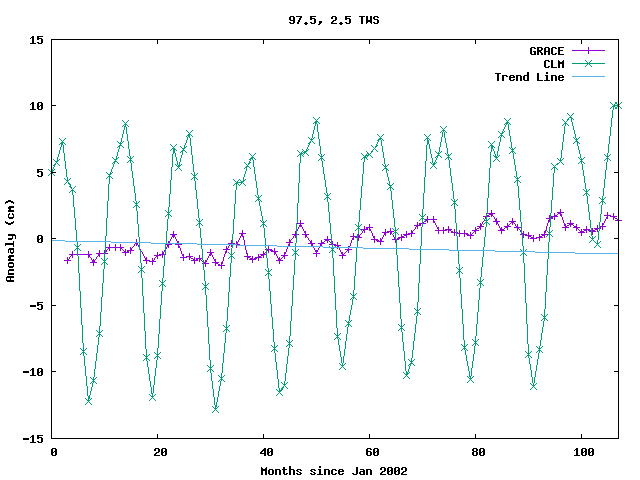 97.5, 2.5 TWS
GRACE
CLM
Trend Line
15
10
5
0
-5
-10
-15
Anomaly (cm)
0 20 40 60 80 100
Months since Jan 2002